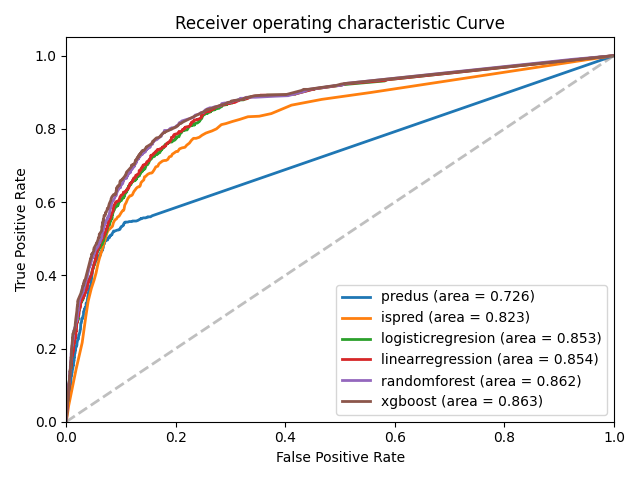 Receiver operating characteristic Curve
True Positive Rate
1.0
0.8
0.6
0.4
0.2
0.0
predus (area = 0.726)
ispred (area = 0.823)
logisticregresion (area = 0.853)
linearregression (area = 0.854)
randomforest (area = 0.862)
xgboost (area = 0.863)
0.0 0.2 0.4 0.6 0.8 1.0
False Positive Rate